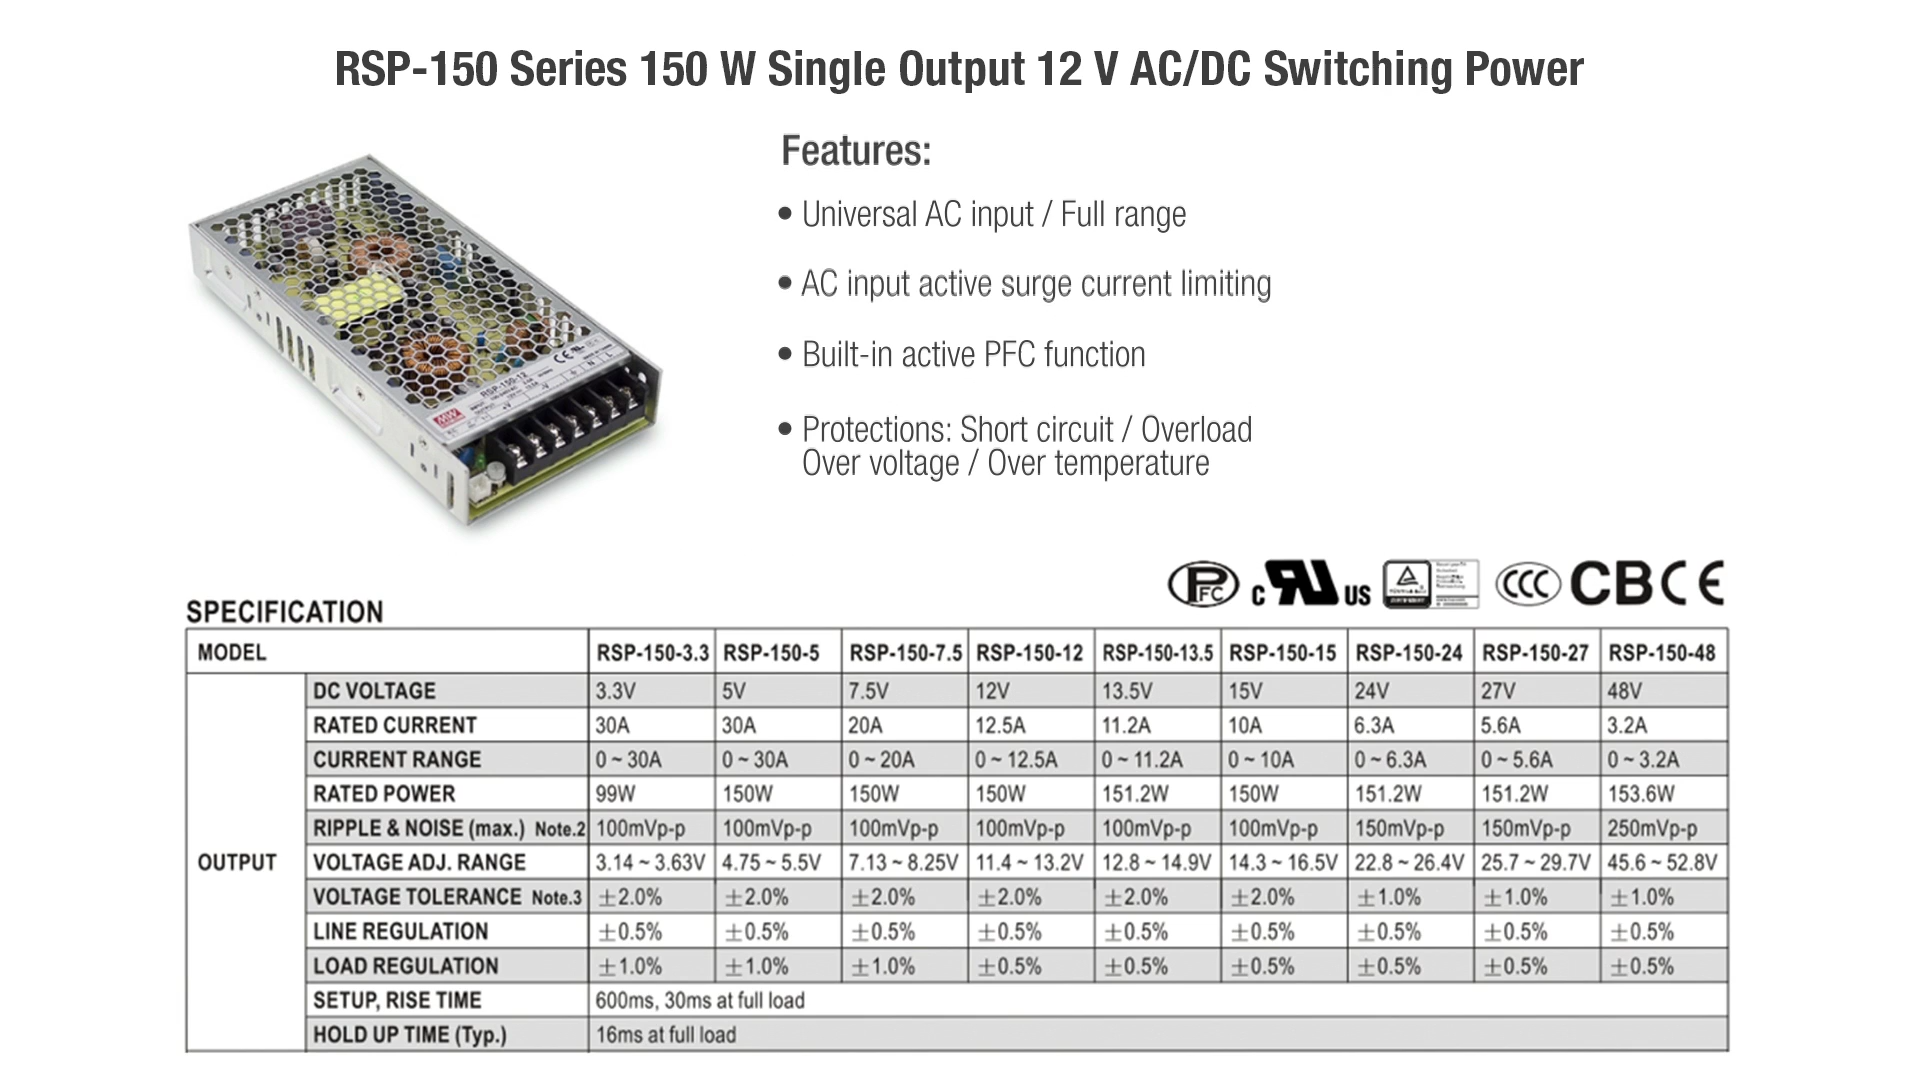 RSP-150 Series 150 W Single Output 12 V AC/DC Switching Power
Features:
• Universal AC input / Full range
• AC input active surge current limiting
• Built-in active PFC function
• Protections: Short circuit / Overload
Over voltage / Over temperature
RSP-150-12
MW
CE
N L
PFC c RU US CCC CB CE
SPECIFICATION
MODEL RSP-150-3.3 RSP-150-5 RSP-150-7.5 RSP-150-12 RSP-150-13.5 RSP-150-15 RSP-150-24 RSP-150-27 RSP-150-48
OUTPUT
DC VOLTAGE 3.3V 5V 7.5V 12V 13.5V 15V 24V 27V 48V
RATED CURRENT 30A 30A 20A 12.5A 11.2A 10A 6.3A 5.6A 3.2A
CURRENT RANGE 0 ~ 30A 0 ~ 30A 0 ~ 20A 0 ~ 12.5A 0 ~ 11.2A 0 ~ 10A 0 ~ 6.3A 0 ~ 5.6A 0 ~ 3.2A
RATED POWER 99W 150W 150W 150W 151.2W 150W 151.2W 151.2W 153.6W
RIPPLE & NOISE (max.) Note.2 100mVp-p 100mVp-p 100mVp-p 100mVp-p 100mVp-p 100mVp-p 150mVp-p 150mVp-p 250mVp-p
VOLTAGE ADJ. RANGE 3.14 ~ 3.63V 4.75 ~ 5.5V 7.13 ~ 8.25V 11.4 ~ 13.2V 12.8 ~ 14.9V 14.3 ~ 16.5V 22.8 ~ 26.4V 25.7 ~ 29.7V 45.6 ~ 52.8V
VOLTAGE TOLERANCE Note.3 ±2.0% ±2.0% ±2.0% ±2.0% ±2.0% ±2.0% ±1.0% ±1.0% ±1.0%
LINE REGULATION ±0.5% ±0.5% ±0.5% ±0.5% ±0.5% ±0.5% ±0.5% ±0.5% ±0.5%
LOAD REGULATION ±1.0% ±1.0% ±1.0% ±0.5% ±0.5% ±0.5% ±0.5% ±0.5% ±0.5%
SETUP, RISE TIME 600ms, 30ms at full load
HOLD UP TIME (Typ.) 16ms at full load